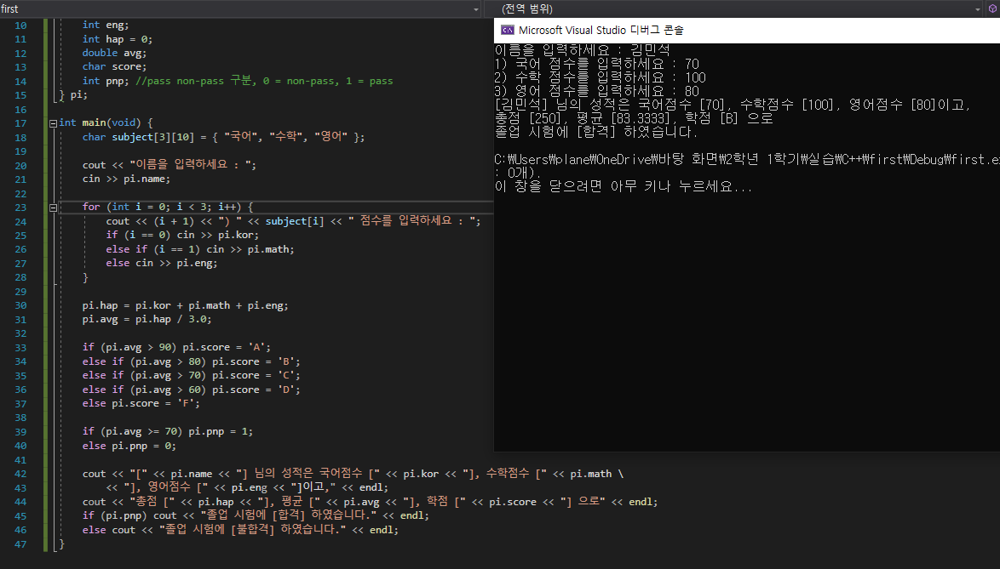 first
(전역 범위)
10 int eng;
11 int hap = 0;
12 double avg;
13 char score;
14 int pnp; //pass non-pass 구분, 0 = non-pass, 1 = pass
15 } pi;
16
17 int main(void) {
18 char subject[3][10] = { "국어", "수학", "영어" };
19
20 cout << "이름을 입력하세요 : ";
21 cin >> pi.name;
22
23 for (int i = 0; i < 3; i++) {
24 cout << (i + 1) << ") " << subject[i] << " 점수를 입력하세요 : ";
25 if (i == 0) cin >> pi.kor;
26 else if (i == 1) cin >> pi.math;
27 else cin >> pi.eng;
28 }
29
30 pi.hap = pi.kor + pi.math + pi.eng;
31 pi.avg = pi.hap / 3.0;
32
33 if (pi.avg > 90) pi.score = 'A';
34 else if (pi.avg > 80) pi.score = 'B';
35 else if (pi.avg > 70) pi.score = 'C';
36 else if (pi.avg > 60) pi.score = 'D';
37 else pi.score = 'F';
38
39 if (pi.avg >= 70) pi.pnp = 1;
40 else pi.pnp = 0;
41
42 cout << "[" << pi.name << "] 님의 성적은 국어점수 [" << pi.kor << "], 수학점수 [" << pi.math \
43 << "], 영어점수 [" << pi.eng << "]이고," << endl;
44 cout << "총점 [" << pi.hap << "], 평균 [" << pi.avg << "], 학점 [" << pi.score << "] 으로" << endl;
45 if (pi.pnp) cout << "졸업 시험에 [합격] 하였습니다." << endl;
46 else cout << "졸업 시험에 [불합격] 하였습니다." << endl;
47 }
Microsoft Visual Studio 디버그 콘솔
이름을 입력하세요 : 김민석
1) 국어 점수를 입력하세요 : 70
2) 수학 점수를 입력하세요 : 100
3) 영어 점수를 입력하세요 : 80
[김민석] 님의 성적은 국어점수 [70], 수학점수 [100], 영어점수 [80]이고,
총점 [250], 평균 [83.3333], 학점 [B] 으로
졸업 시험에 [합격] 하였습니다.
C:₩Users₩plane₩OneDrive₩바탕 화면₩2학년 1학기₩실습₩C++₩first₩Debug₩first.ex
: 0개).
이 창을 닫으려면 아무 키나 누르세요...